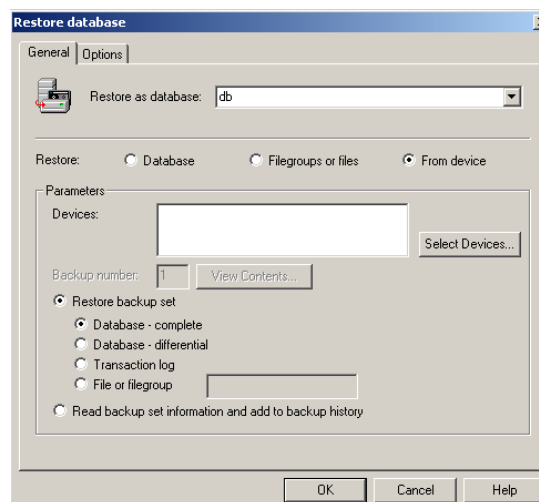 Restore database
General Options
Restore as database: db
Restore: Database Filegroups or files From device
Parameters
Devices:
Select Devices...
Backup number: 1 View Contents...
Restore backup set
Database - complete
Database - differential
Transaction log
File or filegroup
Read backup set information and add to backup history
OK Cancel Help